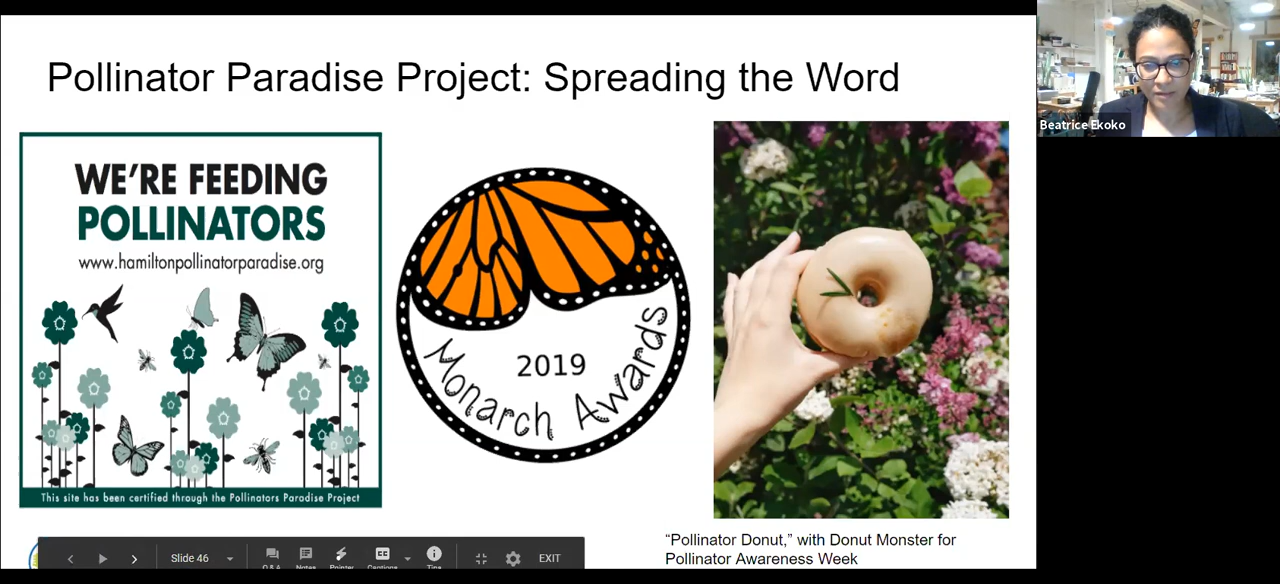 Pollinator Paradise Project: Spreading the Word
Beatrice Ekoko
WE'RE FEEDING
POLLINATORS
www.hamiltonpollinatorparadise.org
This site has been certified through the Pollinators Paradise Project
2019
Monarch Awards
“Pollinator Donut,” with Donut Monster for
Pollinator Awareness Week
Slide 46
Q & A
Notes
Pointer
Captions
Tips
EXIT